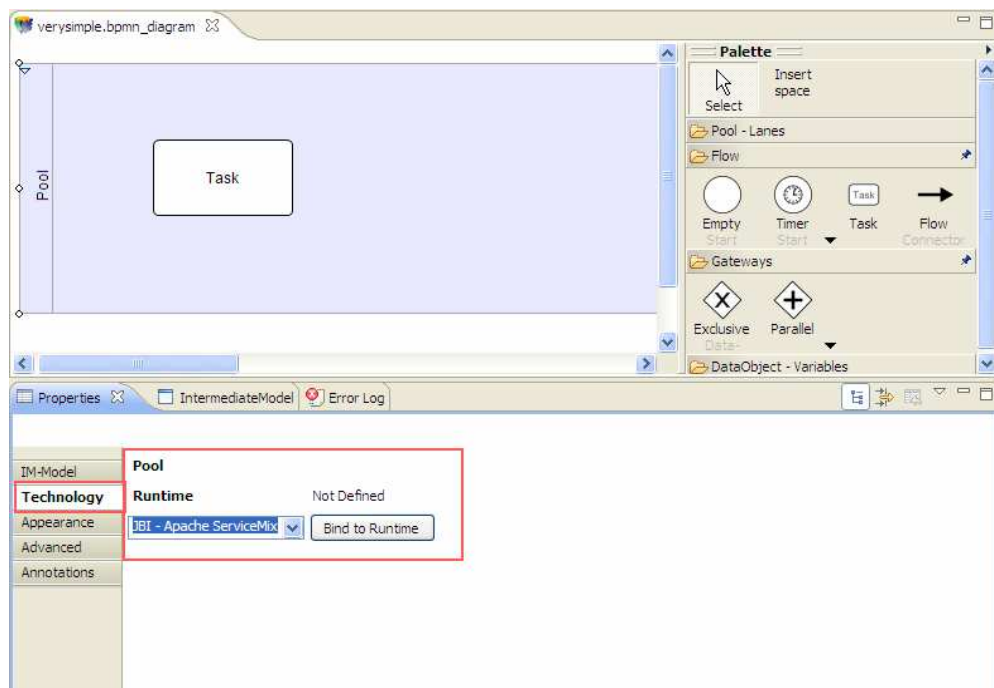 verysimple.bpmn_diagram
Pool
Task
Palette
Select
Insert space
Pool - Lanes
Flow
Empty Start
Timer Start
Task
Flow Connector
Gateways
Exclusive Data-
Parallel
DataObject - Variables
Properties
IntermediateModel
Error Log
IM-Model
Technology
Appearance
Advanced
Annotations
Pool
Runtime
Not Defined
JBI - Apache ServiceMix
Bind to Runtime